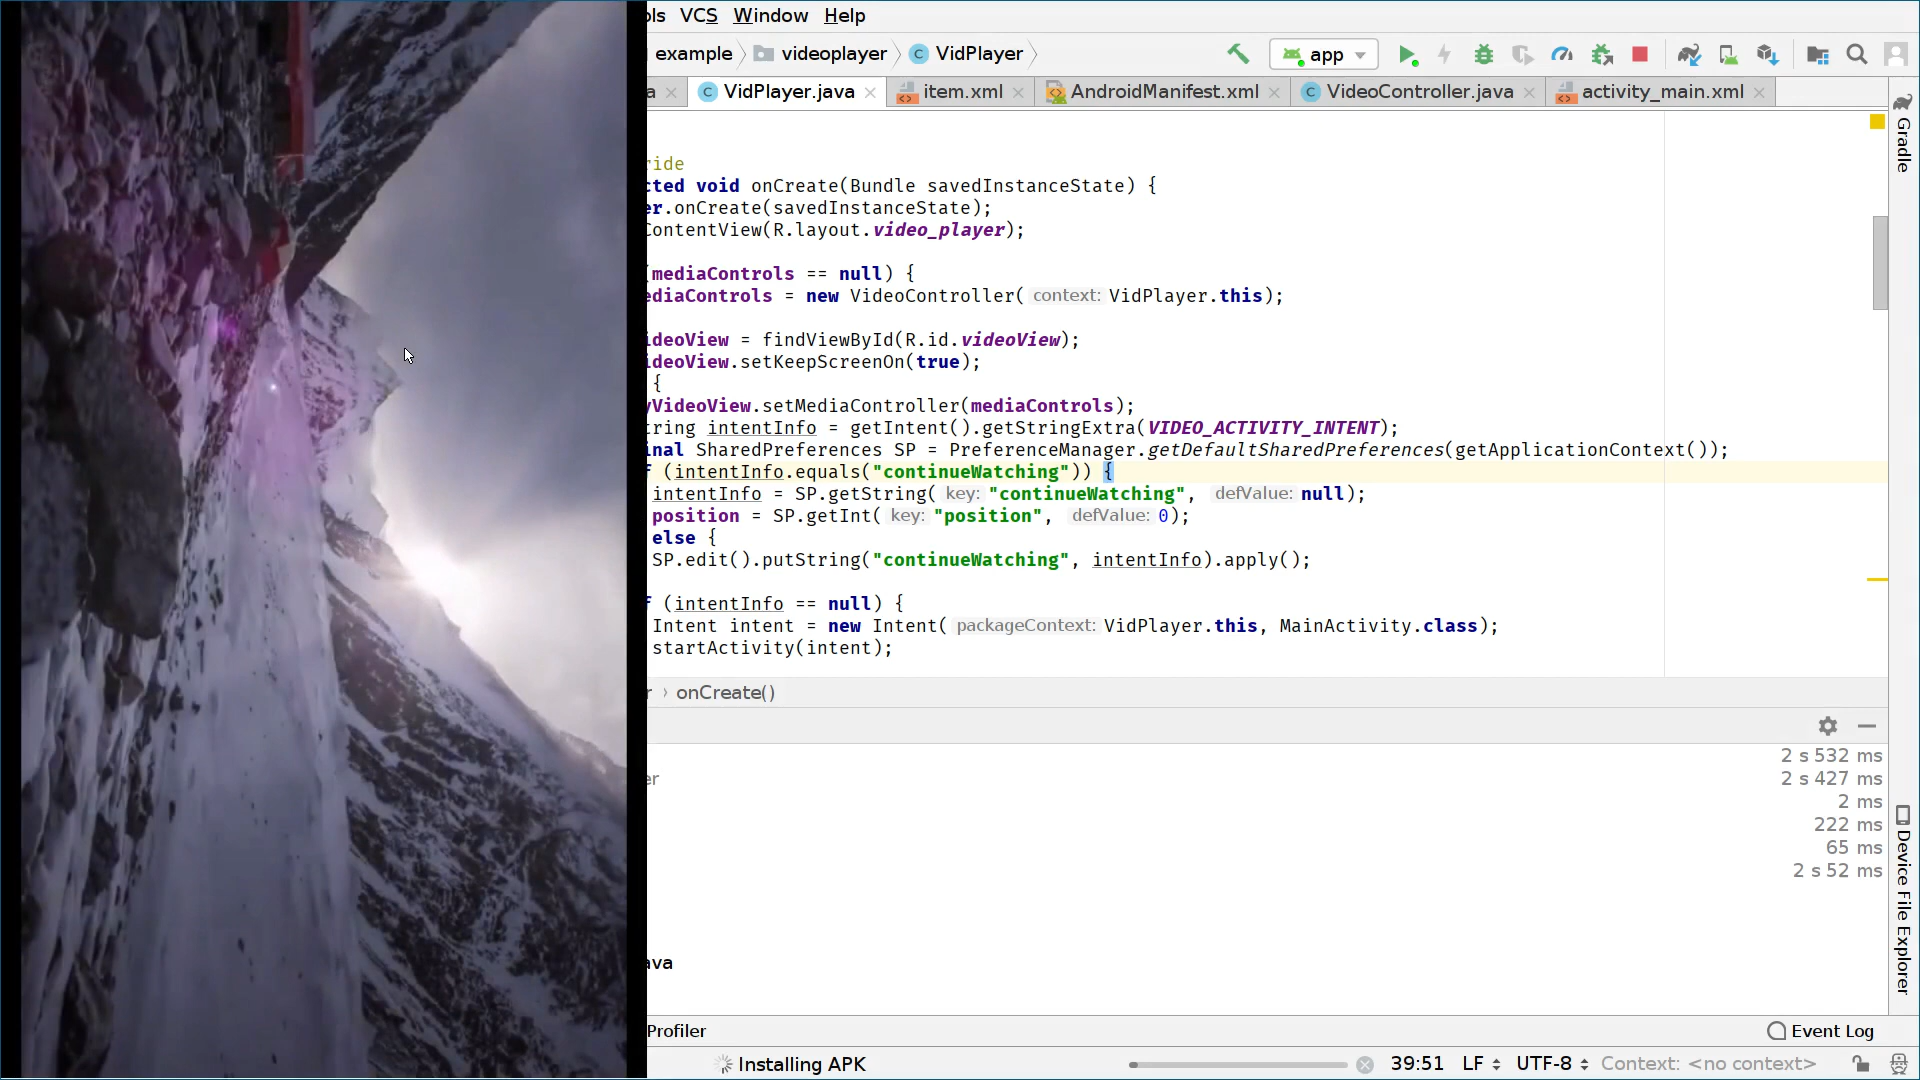 ls VCS Window Help
example videoplayer VidPlayer app
a VidPlayer.java item.xml AndroidManifest.xml VideoController.java activity_main.xml
Gradle
ride
cted void onCreate(Bundle savedInstanceState) {
er.onCreate(savedInstanceState);
ContentView(R.layout.video_player);
(mediaControls == null) {
ediaControls = new VideoController( context: VidPlayer.this);
ideoView = findViewById(R.id.videoView);
ideoView.setKeepScreenOn(true);
{
yVideoView.setMediaController(mediaControls);
tring intentInfo = getIntent().getStringExtra(VIDEO_ACTIVITY_INTENT);
inal SharedPreferences SP = PreferenceManager.getDefaultSharedPreferences(getApplicationContext());
f (intentInfo.equals("continueWatching")) {
intentInfo = SP.getString( key: "continueWatching", defValue: null);
position = SP.getInt( key: "position", defValue: 0);
else {
SP.edit().putString("continueWatching", intentInfo).apply();
f (intentInfo == null) {
Intent intent = new Intent( packageContext: VidPlayer.this, MainActivity.class);
startActivity(intent);
r › onCreate()
2 s 532 ms
er 2 s 427 ms
2 ms
222 ms
65 ms
2 s 52 ms
Device File Explorer
ava
Profiler Event Log
Installing APK 39:51 LF UTF-8 Context: <no context>